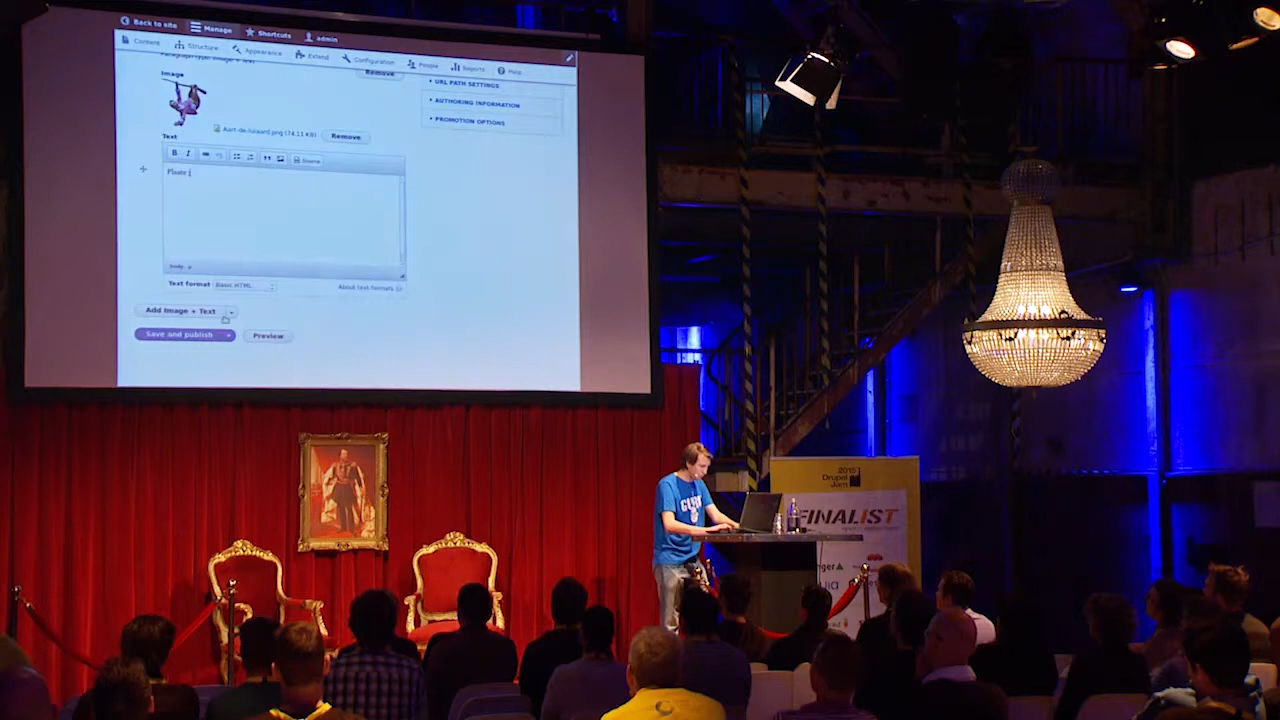 Back to site Manage Shortcuts admin
Content Structure Appearance Extend Configuration People Reports Help
Remove
Image
URL PATH SETTINGS
AUTHORING INFORMATION
PROMOTION OPTIONS
Remove
Text
B I Source
body p
Text format Basic HTML About text formats
Add Image + Text
Save and publish Preview
2015
Drupal
Jam
FINALIST